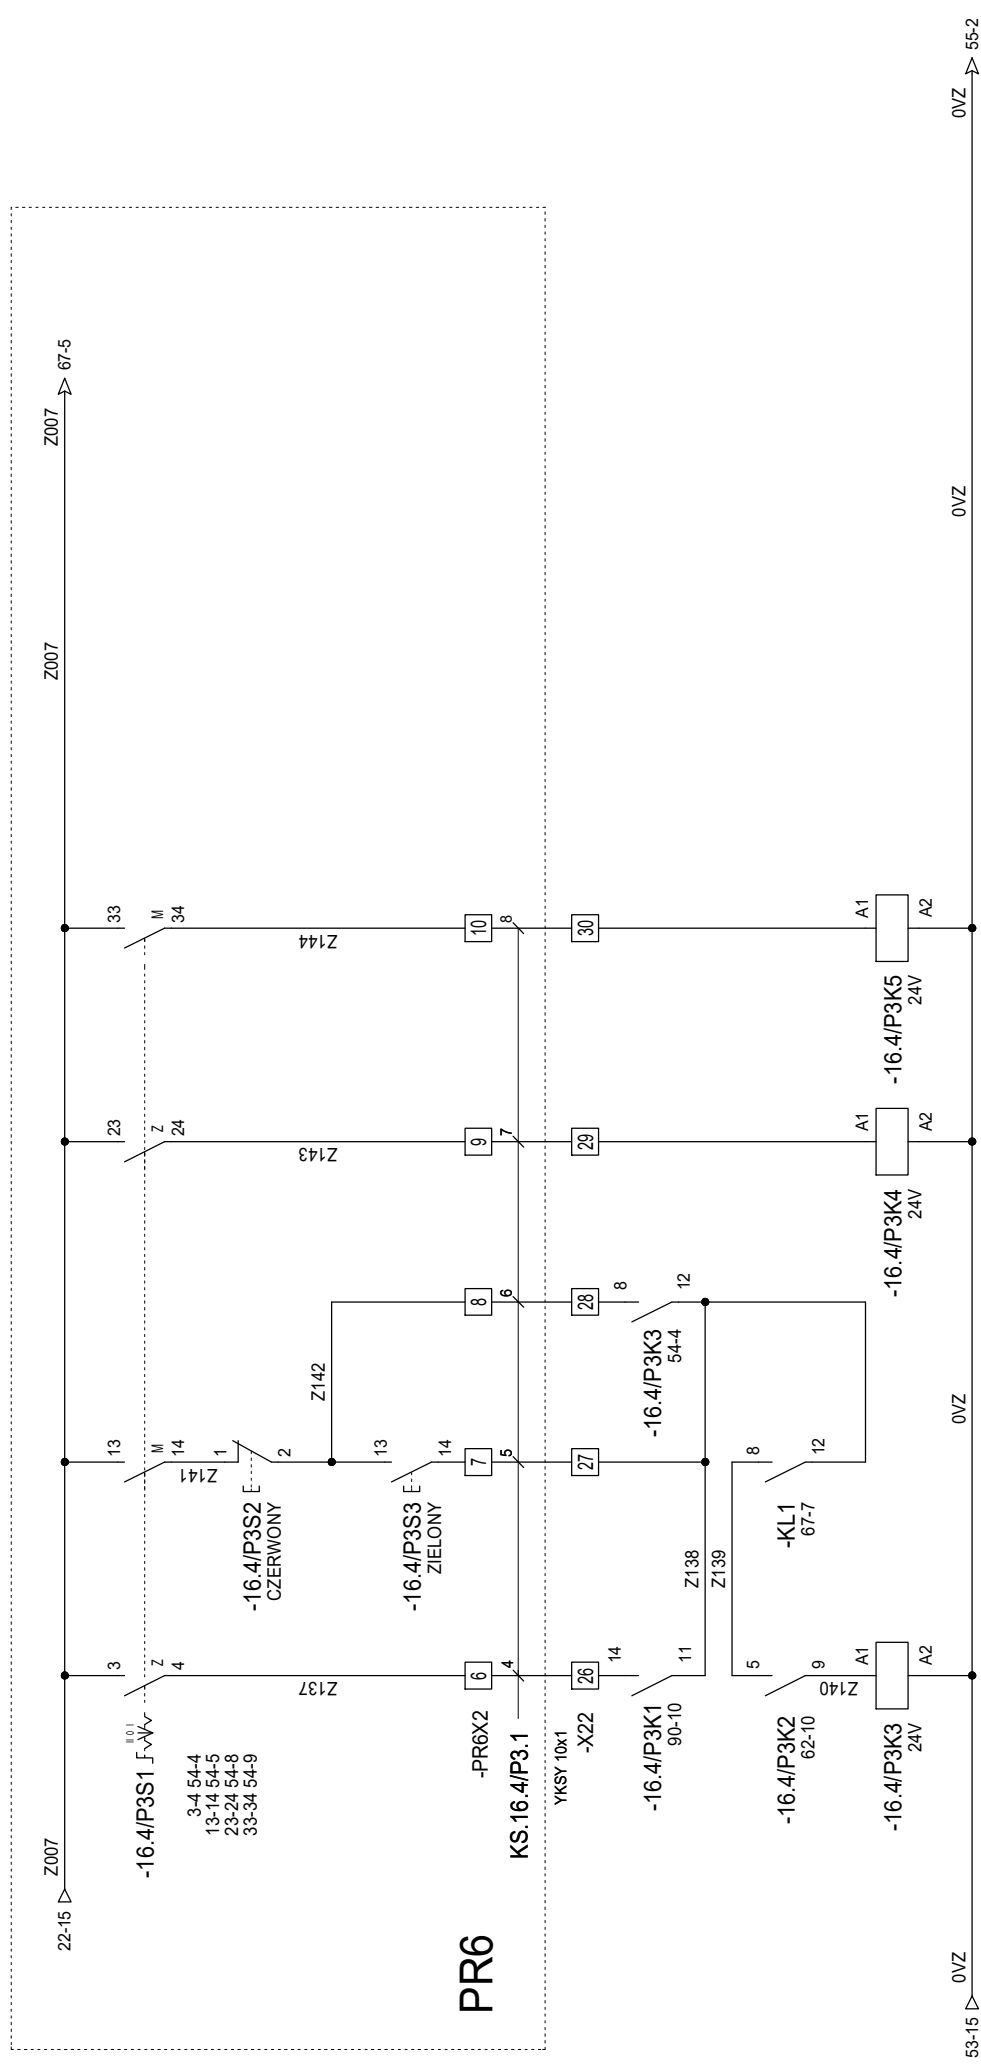 22-15 Z007 Z007 Z007 67-5
3 13 23 33
II 0 I
-16.4/P3S1 Z M Z M
4 14 24 34
3-4 54-4
13-14 54-5
23-24 54-8
33-34 54-9
Z141
1
-16.4/P3S2
CZERWONY
2
Z137 Z142 Z143 Z144
13
-16.4/P3S3
ZIELONY
14
PR6
-PR6X2 6 7 8 9 10
KS.16.4/P3.1 4 5 6 7 8
YKSY 10x1
-X22 26 27 28 29 30
14 8
-16.4/P3K1
90-10
-16.4/P3K3
54-4
11 12
Z138
Z139
5 8
-16.4/P3K2
62-10
-KL1
67-7
9 12
Z140
A1 A1 A1
-16.4/P3K3
24V
-16.4/P3K4
24V
-16.4/P3K5
24V
A2 A2 A2
53-15 0VZ 0VZ 0VZ 0VZ 55-2